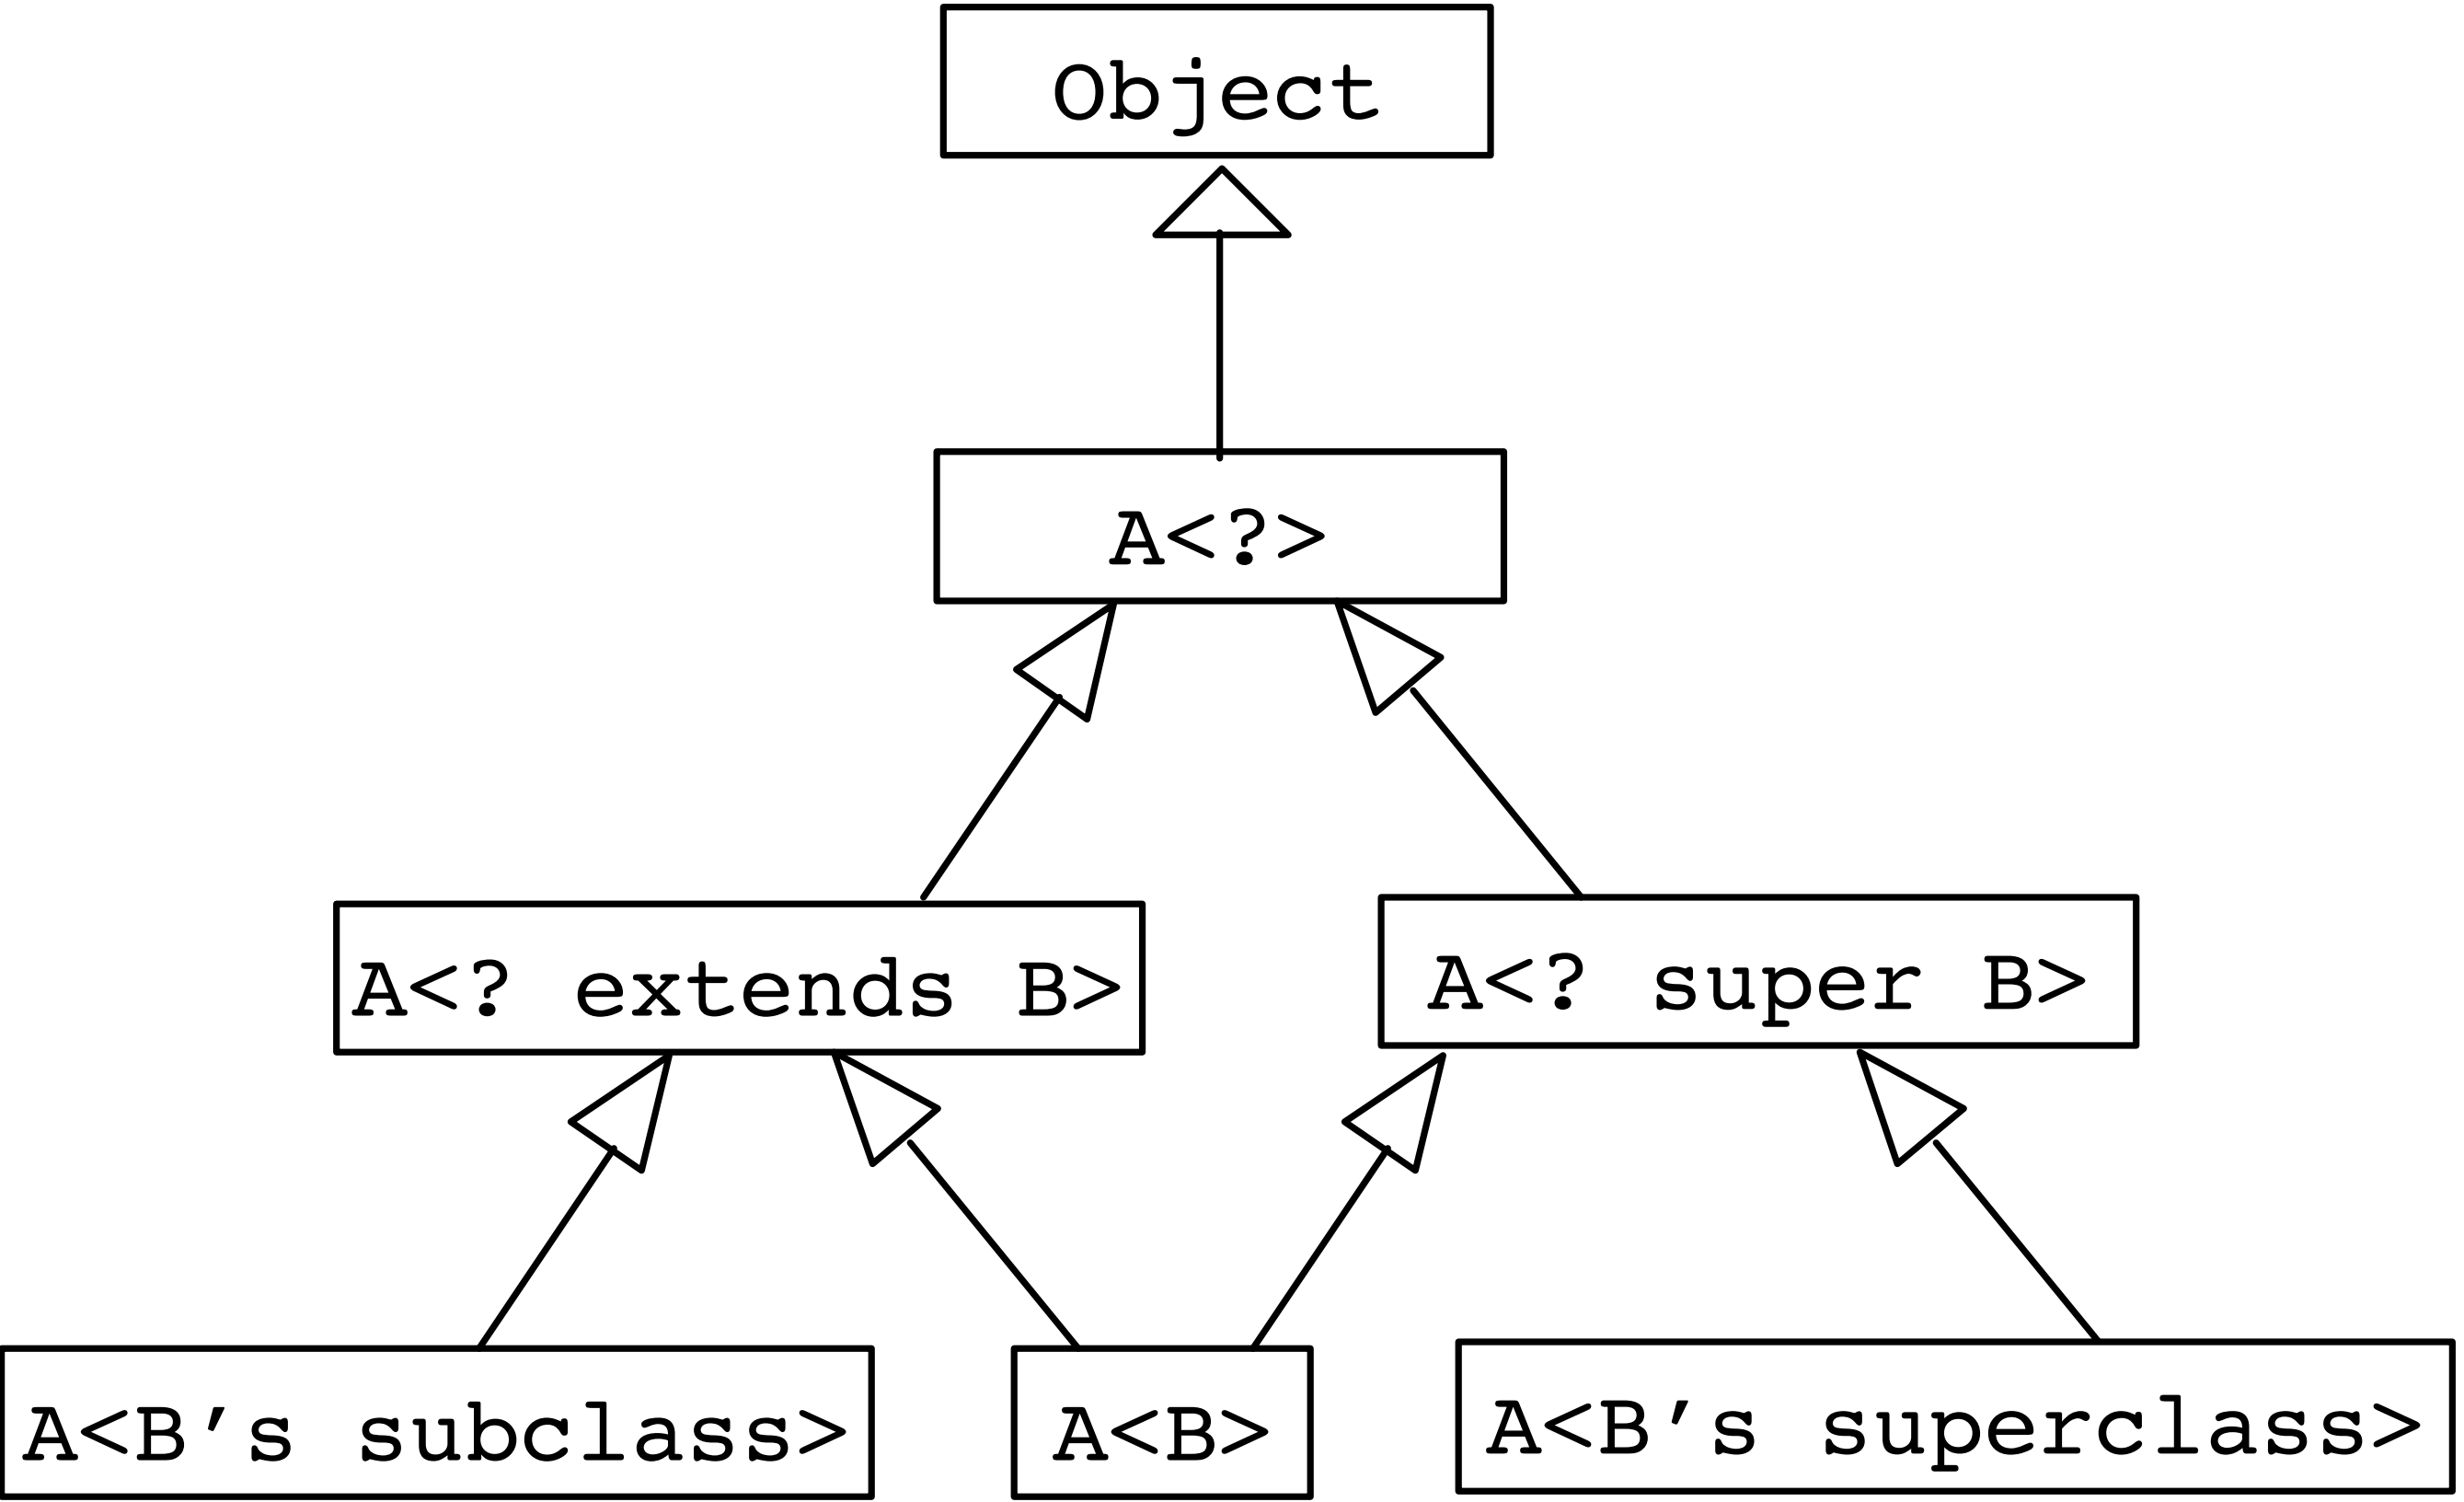 Object
A<?>
A<? extends B>
A<? super B>
A<B's subclass>
A<B>
A<B's superclass>